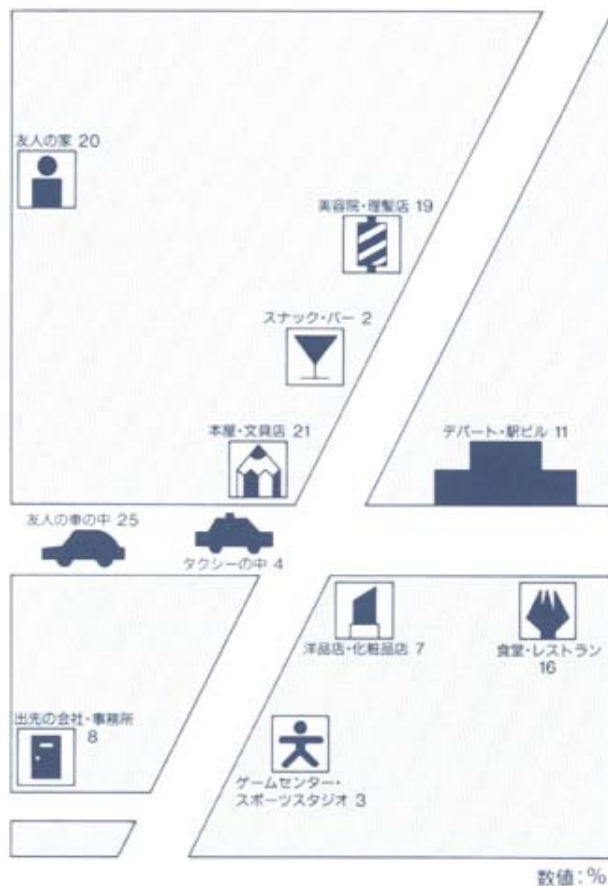 友人の家 20
美容院・理髪店 19
スナック・バー 2
本屋・文具店 21
デパート・駅ビル 11
友人の車の中 25
タクシーの中 4
洋品店・化粧品店 7
食堂・レストラン
16
出先の会社・事務所
8
ゲームセンター・
スポーツスタジオ 3
数値:%